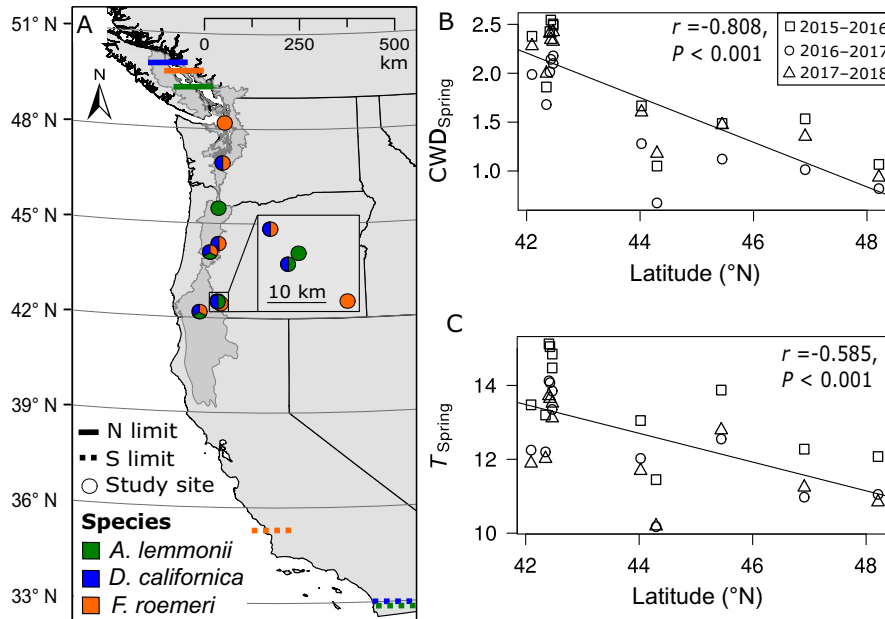 A
0 250 500
km
N
51° N
48° N
45° N
42° N
39° N
36° N
33° N
10 km
N limit
S limit
Study site
Species
A. lemmonii
D. californica
F. roemeri
B
r =-0.808,
P < 0.001
2015−2016
2016−2017
2017−2018
CWDSpring
2.5
2.0
1.5
1.0
42 44 46 48
Latitude (°N)
C
r =-0.585,
P < 0.001
TSpring
14
12
10
42 44 46 48
Latitude (°N)